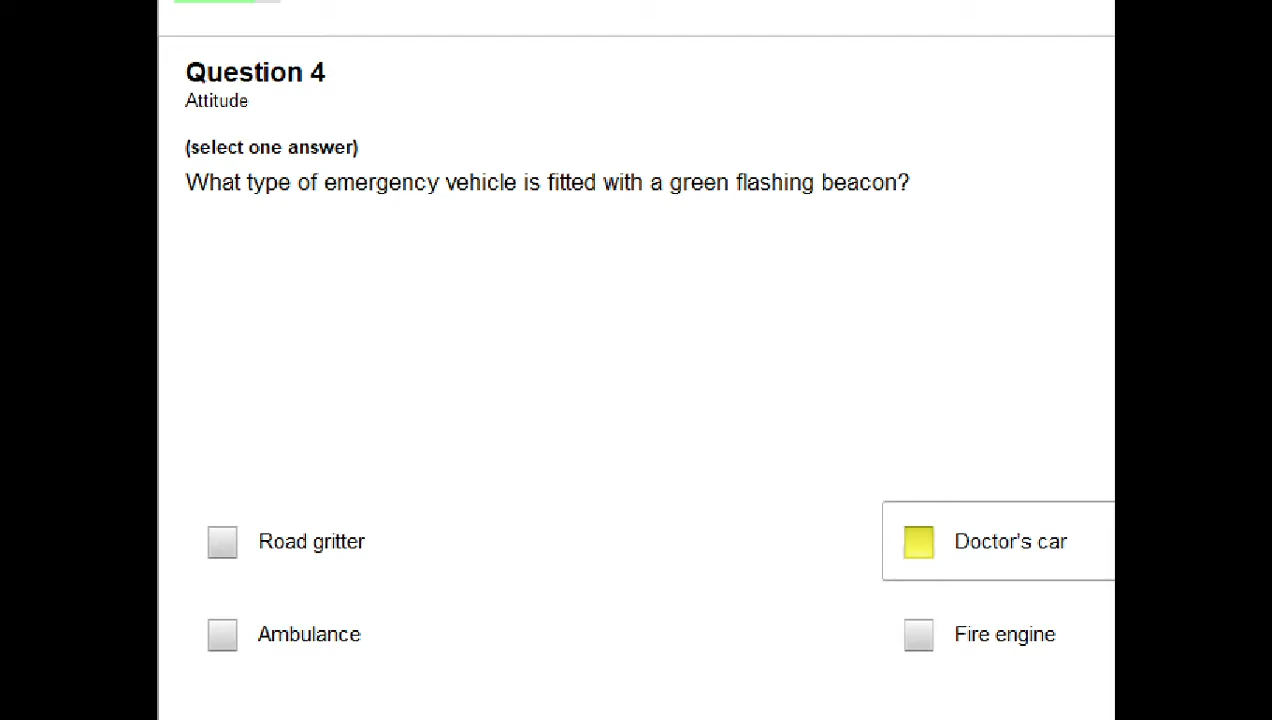 Question 4
Attitude
(select one answer)
What type of emergency vehicle is fitted with a green flashing beacon?
Road gritter
Doctor's car
Ambulance
Fire engine